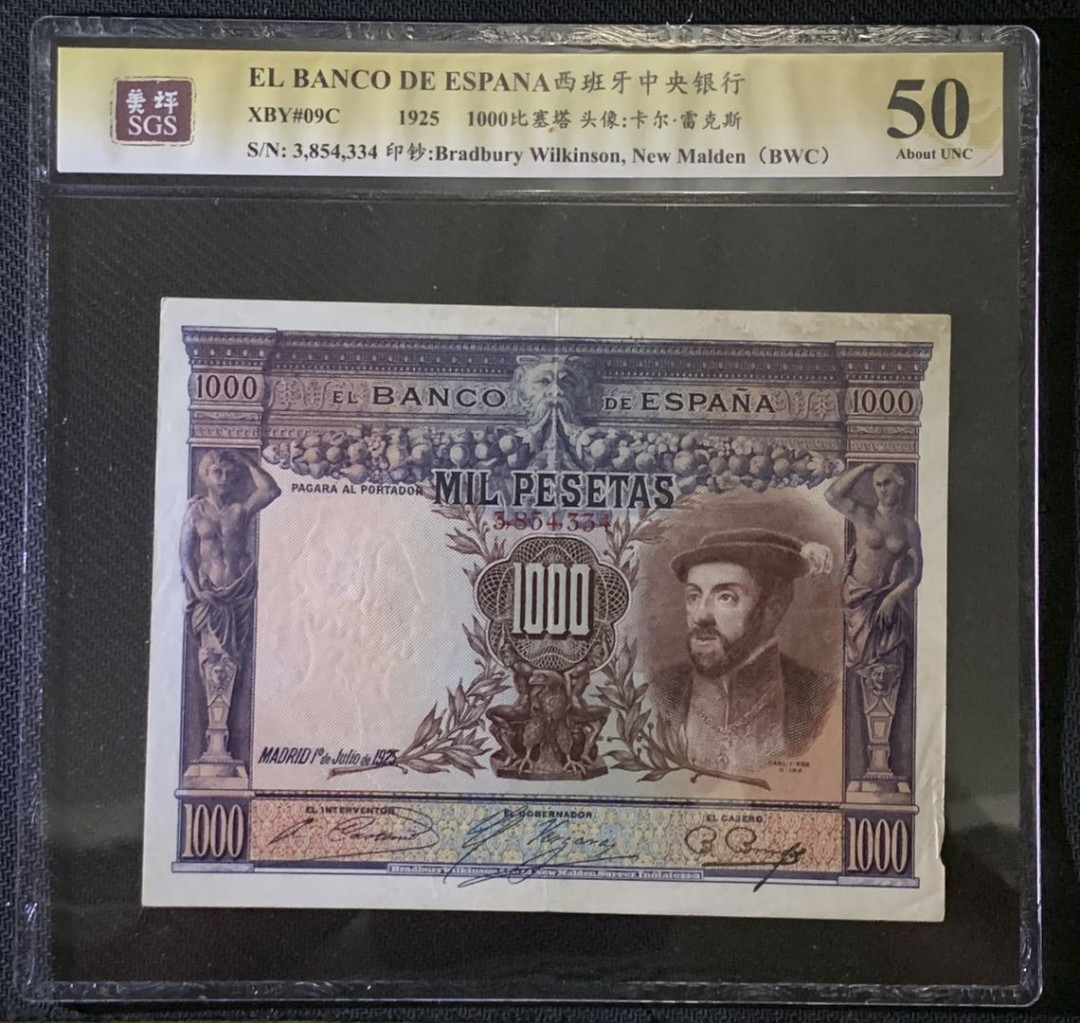 美评
SGS
EL BANCO DE ESPANA西班牙中央银行
XBY#09C 1925 1000比塞塔 头像:卡尔·雷克斯
S/N: 3,854,334 印钞:Bradbury Wilkinson, New Malden（BWC）
50
About UNC
1000 EL BANCO DE ESPAÑA 1000
PAGARA AL PORTADOR MIL PESETAS
3,854,334
1000
MADRID 1º de Julio de 1925
EL INTERVENTOR EL GOBERNADOR EL CAJERO
1000 1000